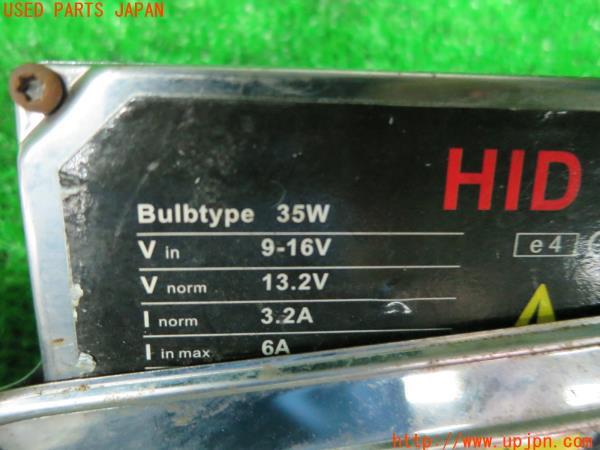 USED PARTS JAPAN
HID
Bulbtype 35W
V in 9-16V
e4
V norm 13.2V
I norm 3.2A
I in max 6A
http://www.upjpn.com/